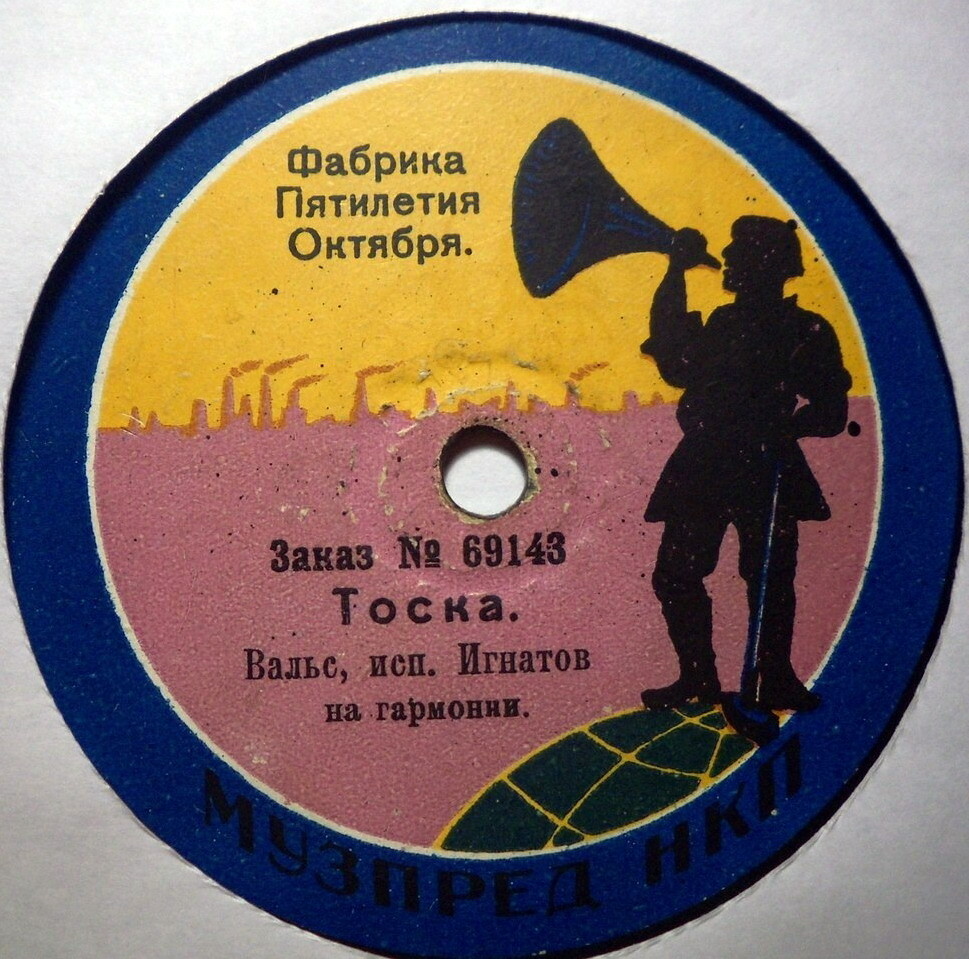 Фабрика
Пятилетия
Октября.
Заказ № 69143
Тоска.
Вальс, исп. Игнатов
на гармонии.
МУЗПРЕД НКП